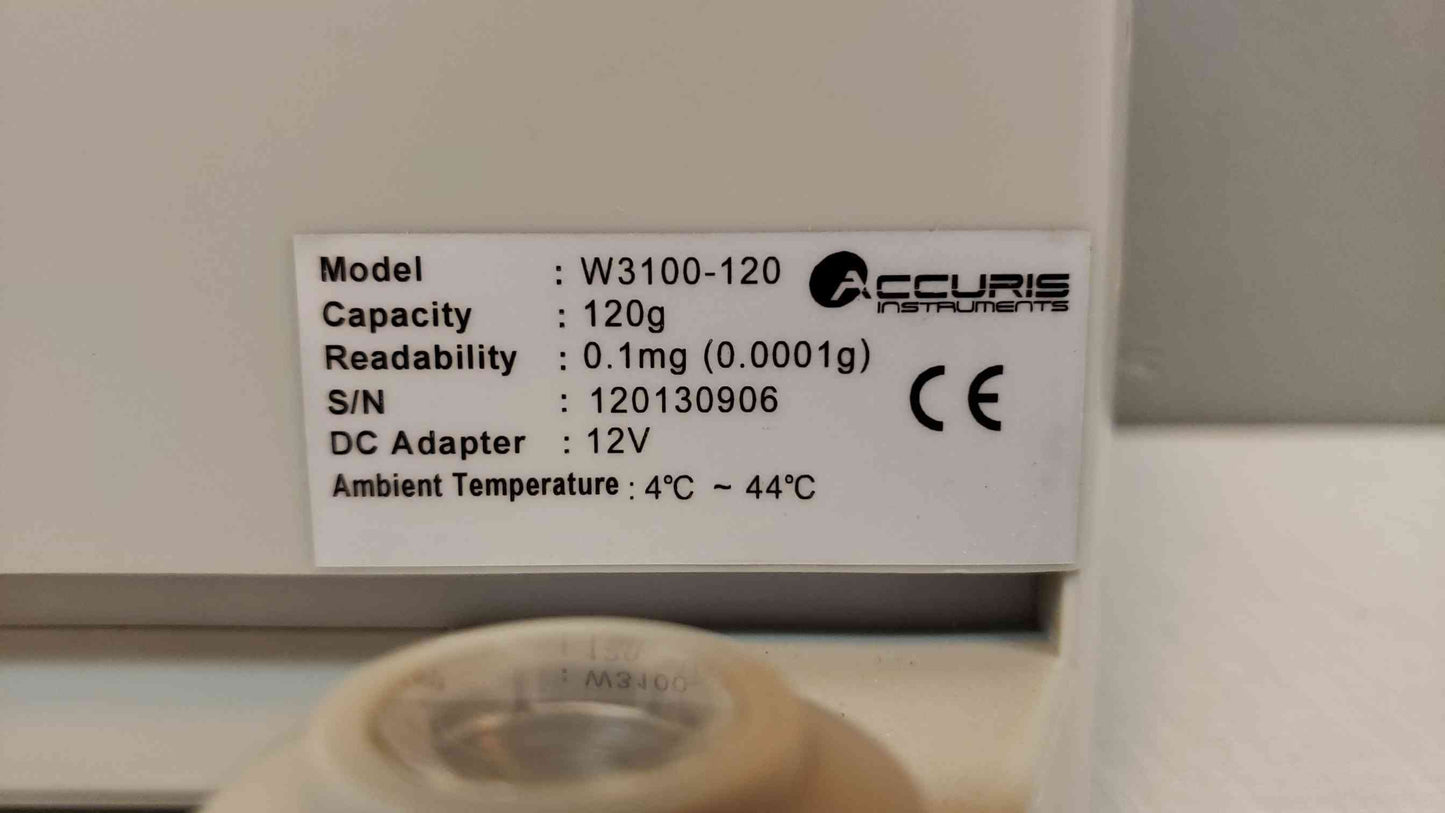 Model : W3100-120
ACCURIS
INSTRUMENTS
Capacity : 120g
Readability : 0.1mg (0.0001g)
S/N : 120130906
CE
DC Adapter : 12V
Ambient Temperature : 4℃ ~ 44℃